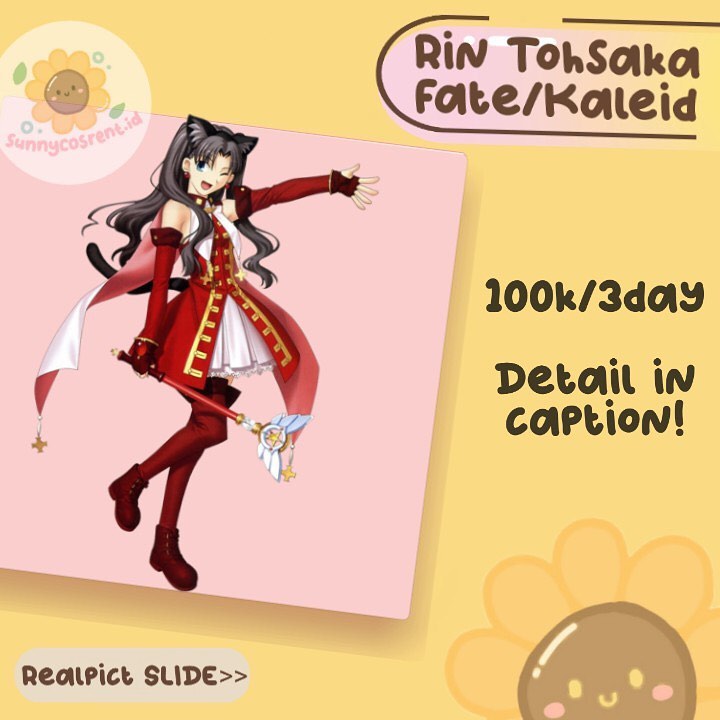 Rin Tohsaka
Fate/Kaleid
sunnycosrent.id
100k/3day
Detail in
caption!
RealPict SLIDE>>